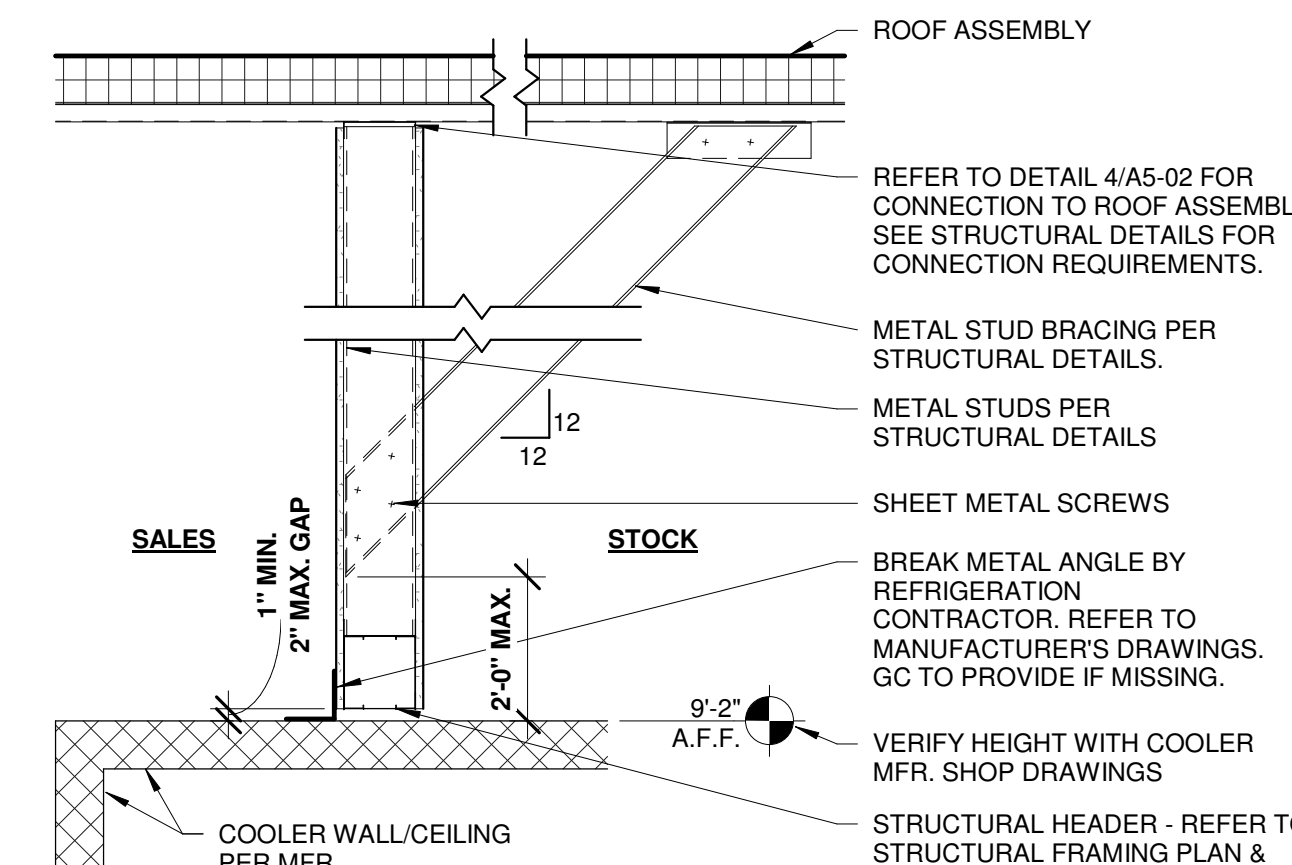 ROOF ASSEMBLY
REFER TO DETAIL 4/A5-02 FOR
CONNECTION TO ROOF ASSEMBL
SEE STRUCTURAL DETAILS FOR
CONNECTION REQUIREMENTS.
METAL STUD BRACING PER
STRUCTURAL DETAILS.
METAL STUDS PER
STRUCTURAL DETAILS
12
12
SHEET METAL SCREWS
SALES
1" MIN.
2" MAX. GAP
STOCK
2'-0" MAX.
BREAK METAL ANGLE BY
REFRIGERATION
CONTRACTOR. REFER TO
MANUFACTURER'S DRAWINGS.
GC TO PROVIDE IF MISSING.
9'-2"
A.F.F.
VERIFY HEIGHT WITH COOLER
MFR. SHOP DRAWINGS
STRUCTURAL HEADER - REFER TO
STRUCTURAL FRAMING PLAN &
COOLER WALL/CEILING
PER MFR